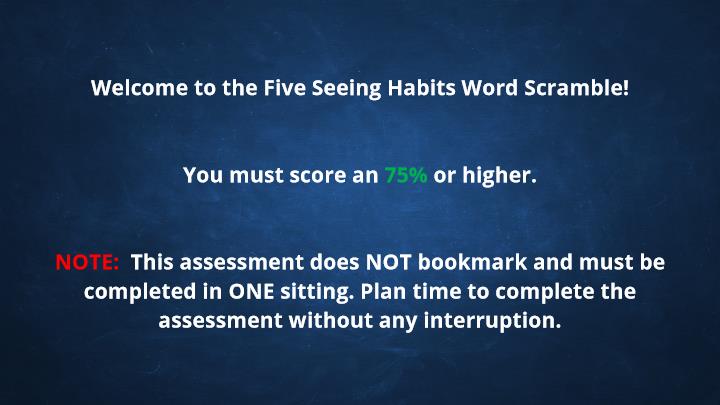 Welcome to the Five Seeing Habits Word Scramble!
You must score an 75% or higher.
NOTE:  This assessment does NOT bookmark and must be
completed in ONE sitting. Plan time to complete the
assessment without any interruption.